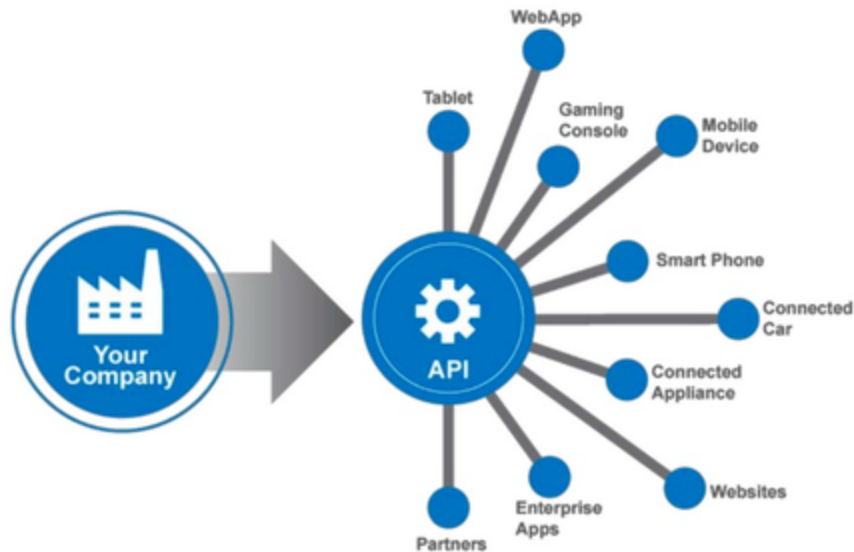 WebApp
Tablet
Gaming
Console
Mobile
Device
Smart Phone
Your
Company
API
Connected
Car
Connected
Appliance
Websites
Enterprise
Apps
Partners